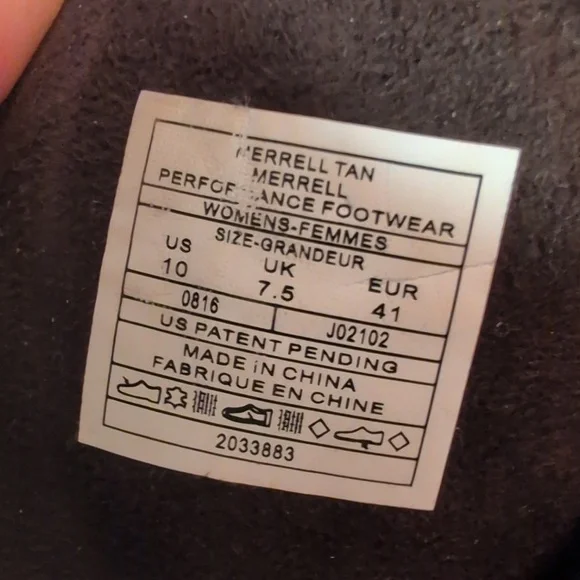 MERRELL TAN
MERRELL
PERFORMANCE FOOTWEAR
WOMENS-FEMMES
SIZE-GRANDEUR
US UK EUR
10 7.5 41
0816 J02102
US PATENT PENDING
MADE IN CHINA
FABRIQUE EN CHINE
2033883